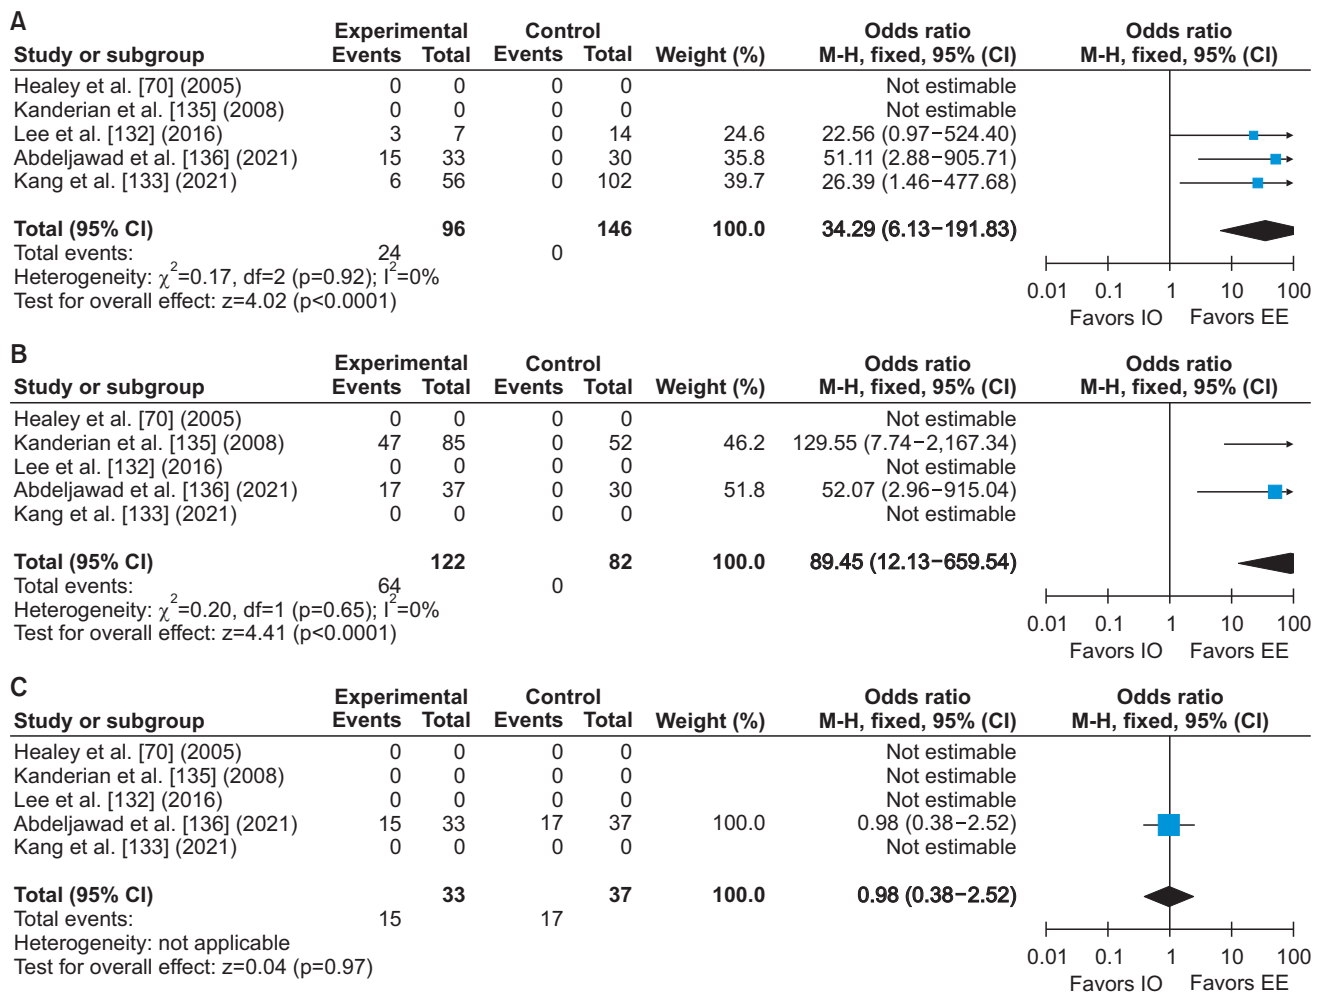 A
Experimental Control Odds ratio Odds ratio
Study or subgroup Events Total Events Total Weight (%) M-H, fixed, 95% (CI) M-H, fixed, 95% (CI)
Healey et al. [70] (2005) 0 0 0 0 Not estimable
Kanderian et al. [135] (2008) 0 0 0 0 Not estimable
Lee et al. [132] (2016) 3 7 0 14 24.6 22.56 (0.97−524.40)
Abdeljawad et al. [136] (2021) 15 33 0 30 35.8 51.11 (2.88−905.71)
Kang et al. [133] (2021) 6 56 0 102 39.7 26.39 (1.46−477.68)
Total (95% CI) 96 146 100.0 34.29 (6.13−191.83)
Total events: 24 0
Heterogeneity: χ²=0.17, df=2 (p=0.92); I²=0%
Test for overall effect: z=4.02 (p<0.0001)
0.01 0.1 1 10 100
Favors IO Favors EE
B
Experimental Control Odds ratio Odds ratio
Study or subgroup Events Total Events Total Weight (%) M-H, fixed, 95% (CI) M-H, fixed, 95% (CI)
Healey et al. [70] (2005) 0 0 0 0 Not estimable
Kanderian et al. [135] (2008) 47 85 0 52 46.2 129.55 (7.74−2,167.34)
Lee et al. [132] (2016) 0 0 0 0 Not estimable
Abdeljawad et al. [136] (2021) 17 37 0 30 51.8 52.07 (2.96−915.04)
Kang et al. [133] (2021) 0 0 0 0 Not estimable
Total (95% CI) 122 82 100.0 89.45 (12.13−659.54)
Total events: 64 0
Heterogeneity: χ²=0.20, df=1 (p=0.65); I²=0%
Test for overall effect: z=4.41 (p<0.0001)
0.01 0.1 1 10 100
Favors IO Favors EE
C
Experimental Control Odds ratio Odds ratio
Study or subgroup Events Total Events Total Weight (%) M-H, fixed, 95% (CI) M-H, fixed, 95% (CI)
Healey et al. [70] (2005) 0 0 0 0 Not estimable
Kanderian et al. [135] (2008) 0 0 0 0 Not estimable
Lee et al. [132] (2016) 0 0 0 0 Not estimable
Abdeljawad et al. [136] (2021) 15 33 17 37 100.0 0.98 (0.38−2.52)
Kang et al. [133] (2021) 0 0 0 0 Not estimable
Total (95% CI) 33 37 100.0 0.98 (0.38−2.52)
Total events: 15 17
Heterogeneity: not applicable
Test for overall effect: z=0.04 (p=0.97)
0.01 0.1 1 10 100
Favors IO Favors EE